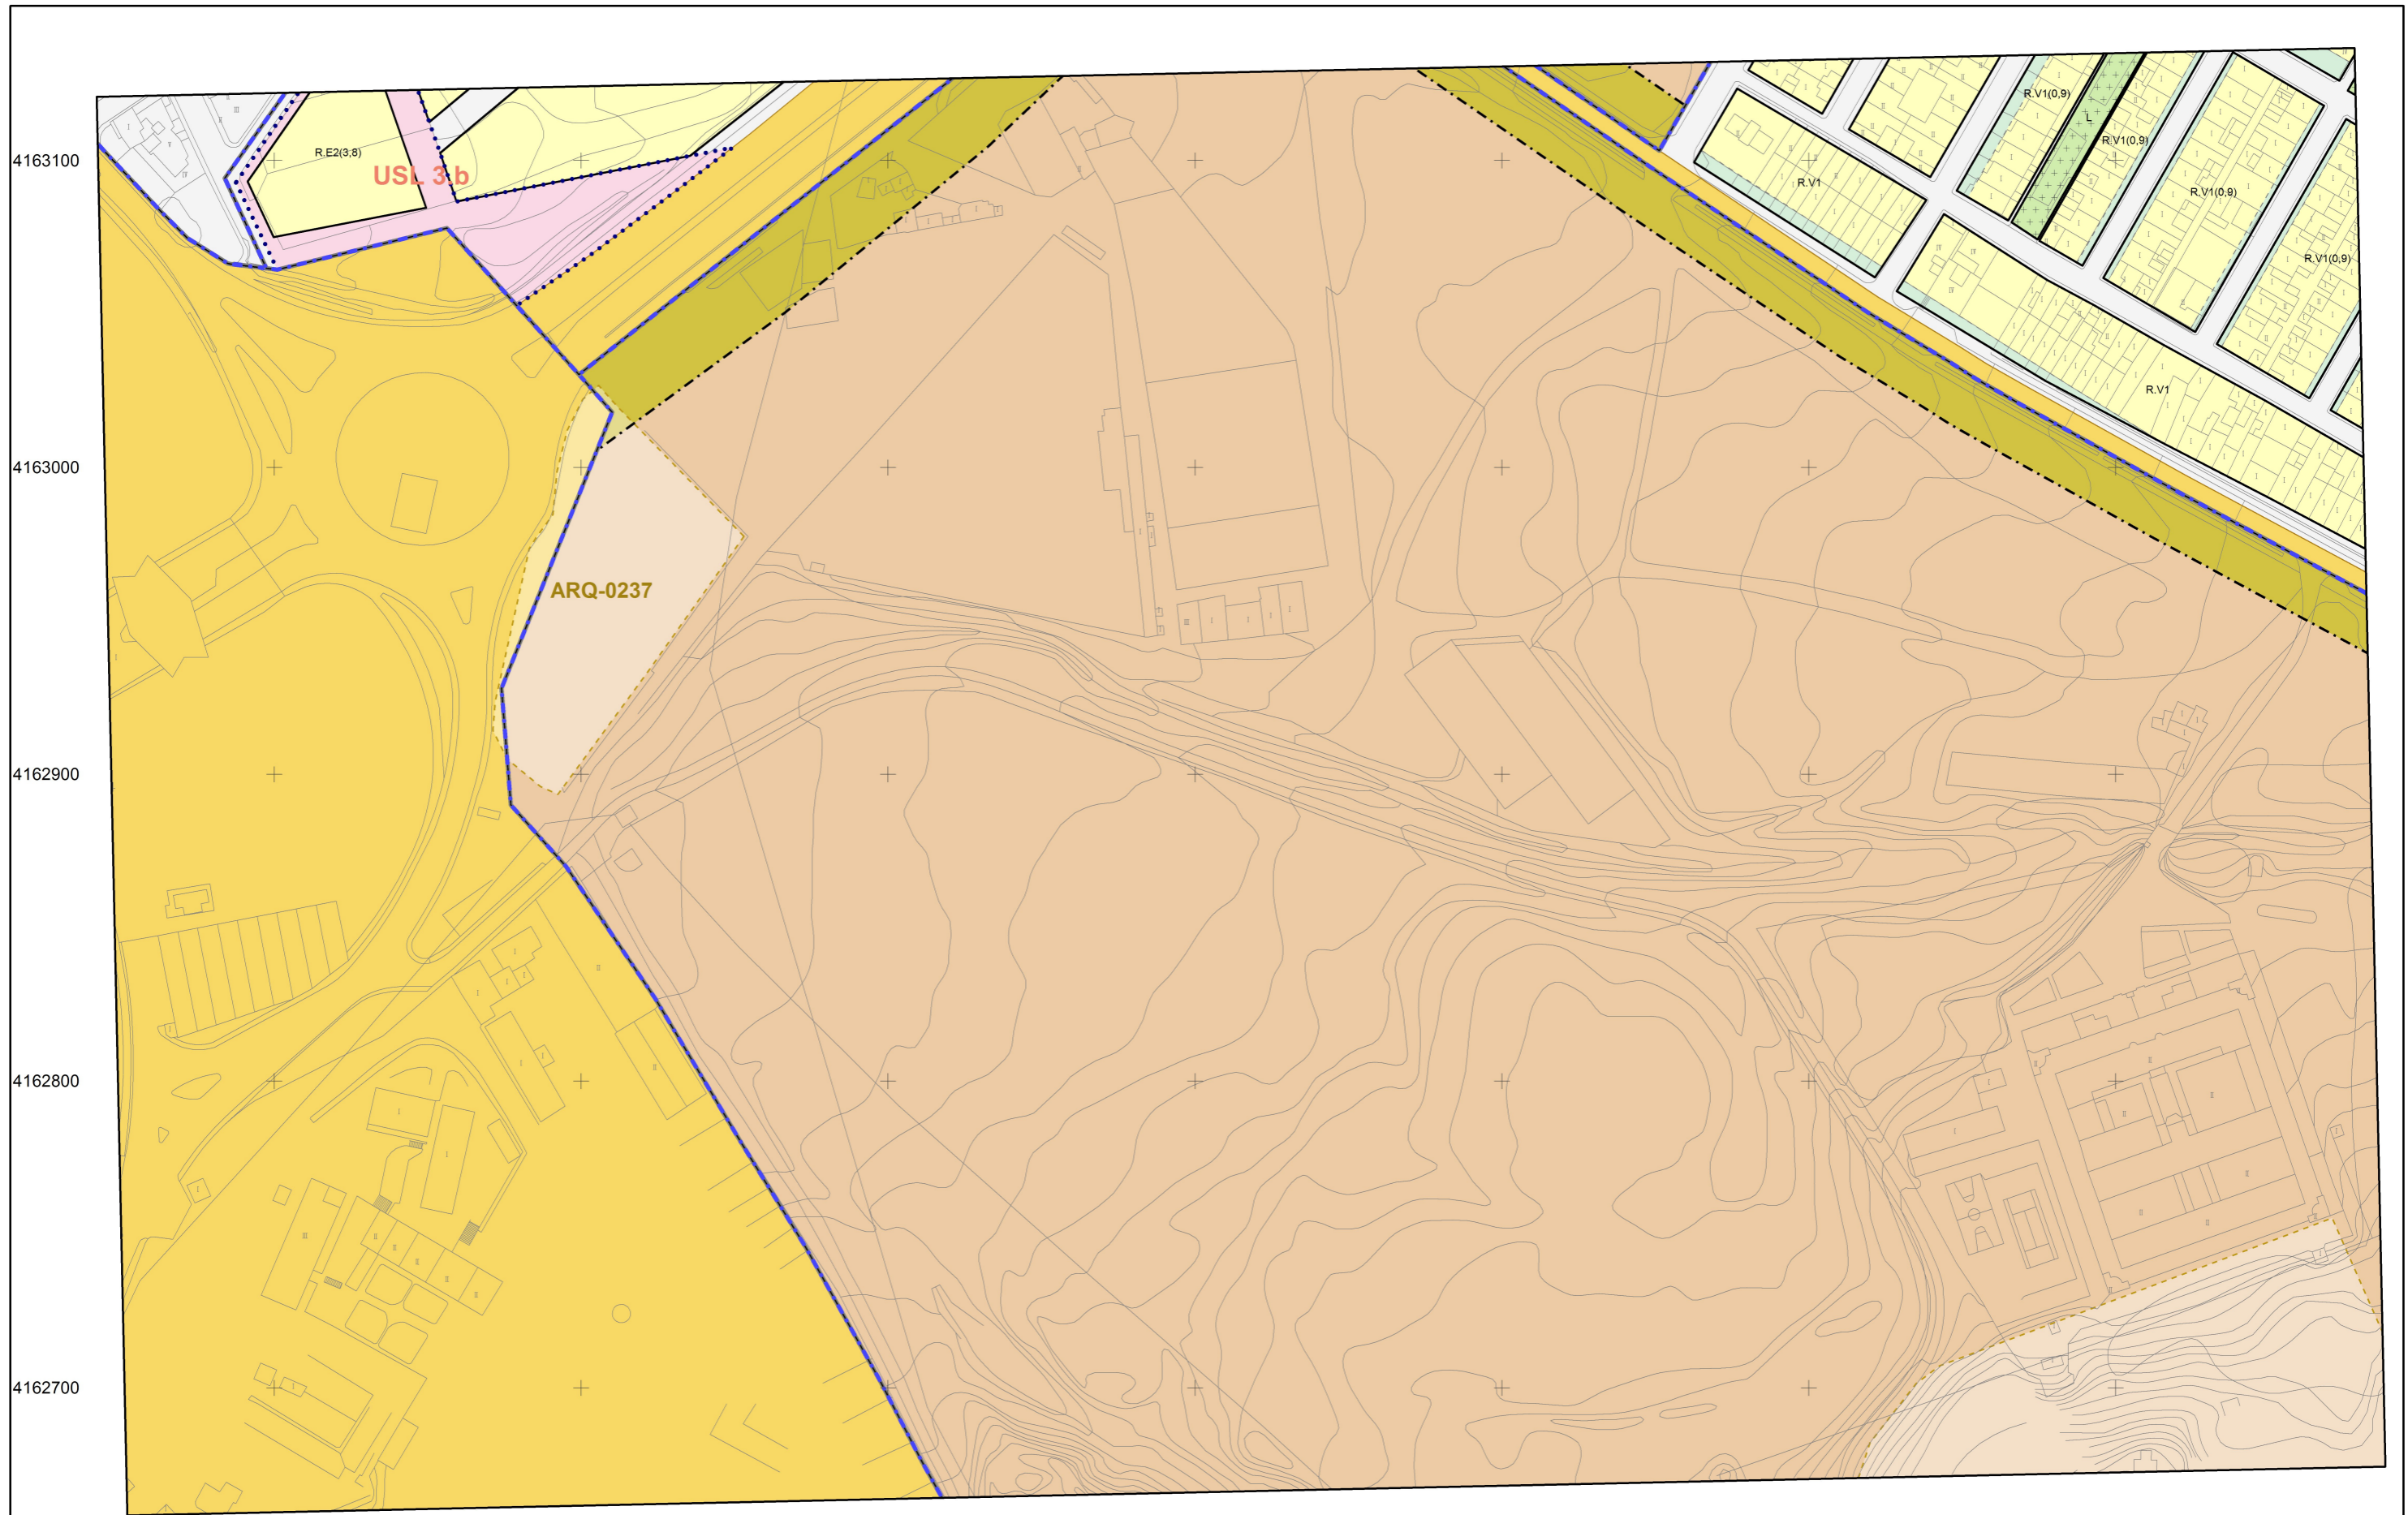 R.V1(0,9)
L
R.V1(0,9)
R.E2(3,8)
4163100
USL 3.b
R.V1
R.V1(0,9)
R.V1(0,9)
R.V1
4163000
ARQ-0237
4162900
4162800
4162700